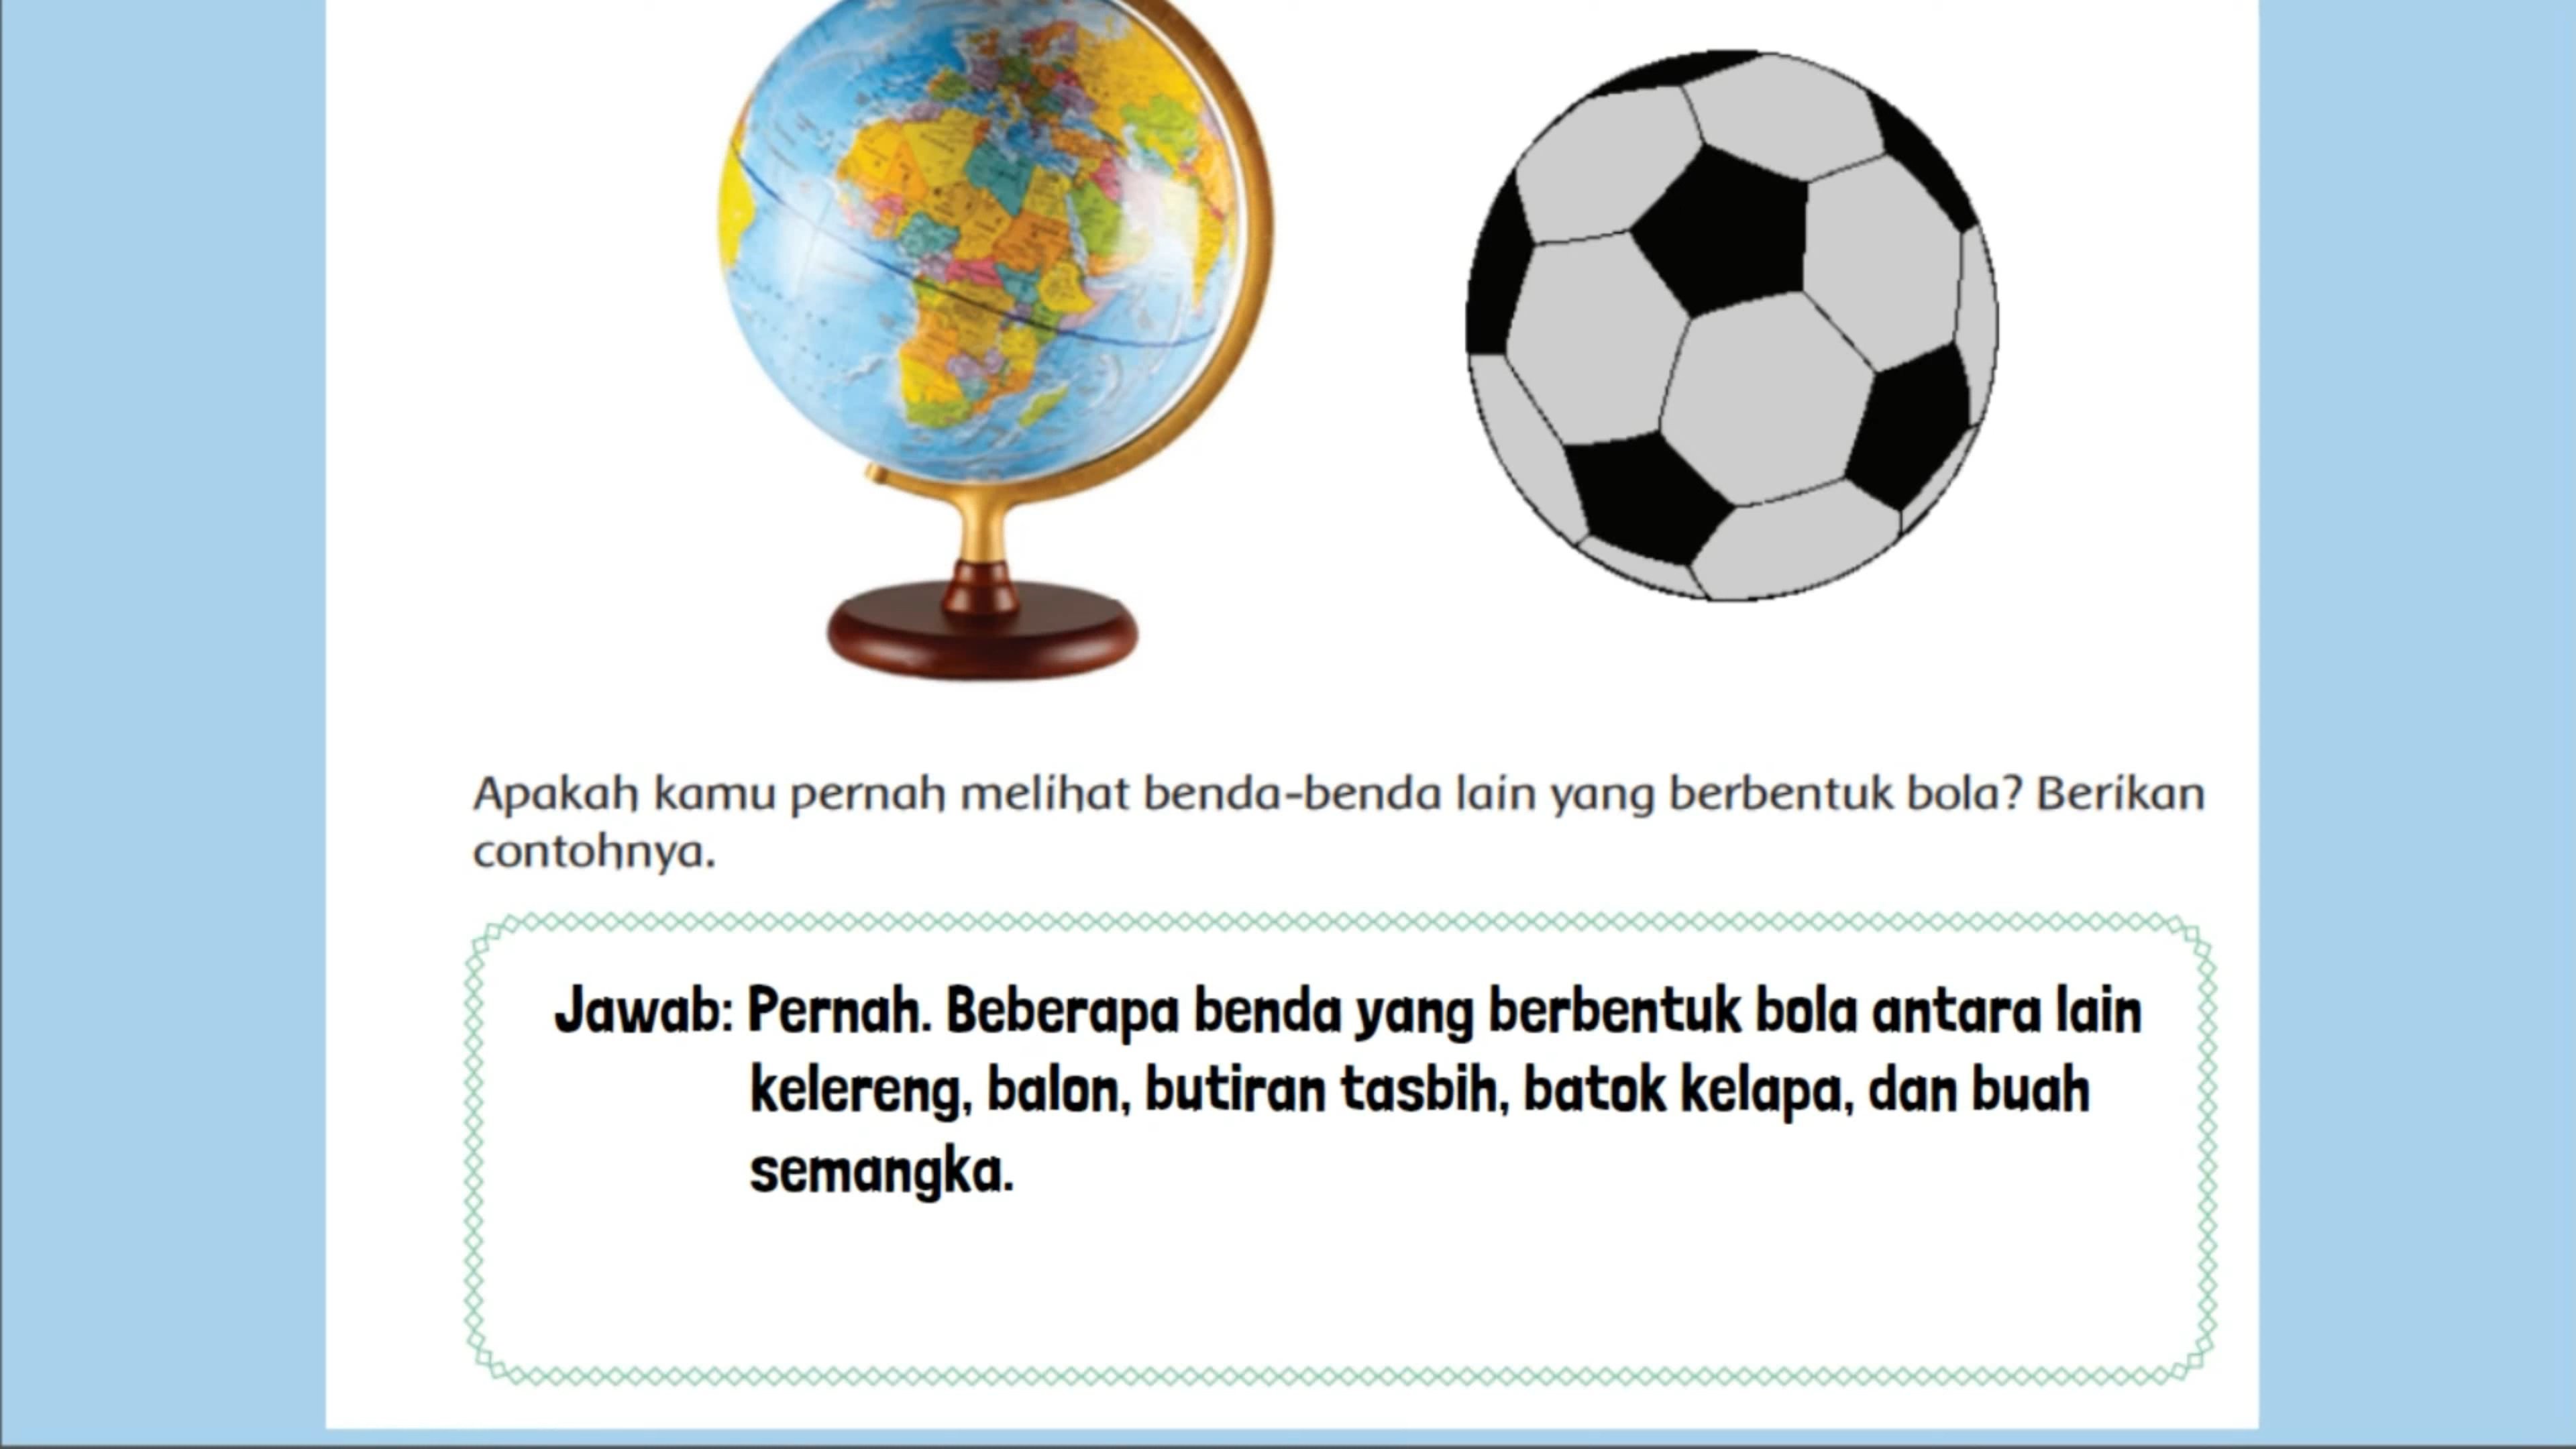 Apakah kamu pernah melihat benda-benda lain yang berbentuk bola? Berikan
contohnya.
Jawab: Pernah. Beberapa benda yang berbentuk bola antara lain
kelereng, balon, butiran tasbih, batok kelapa, dan buah
semangka.